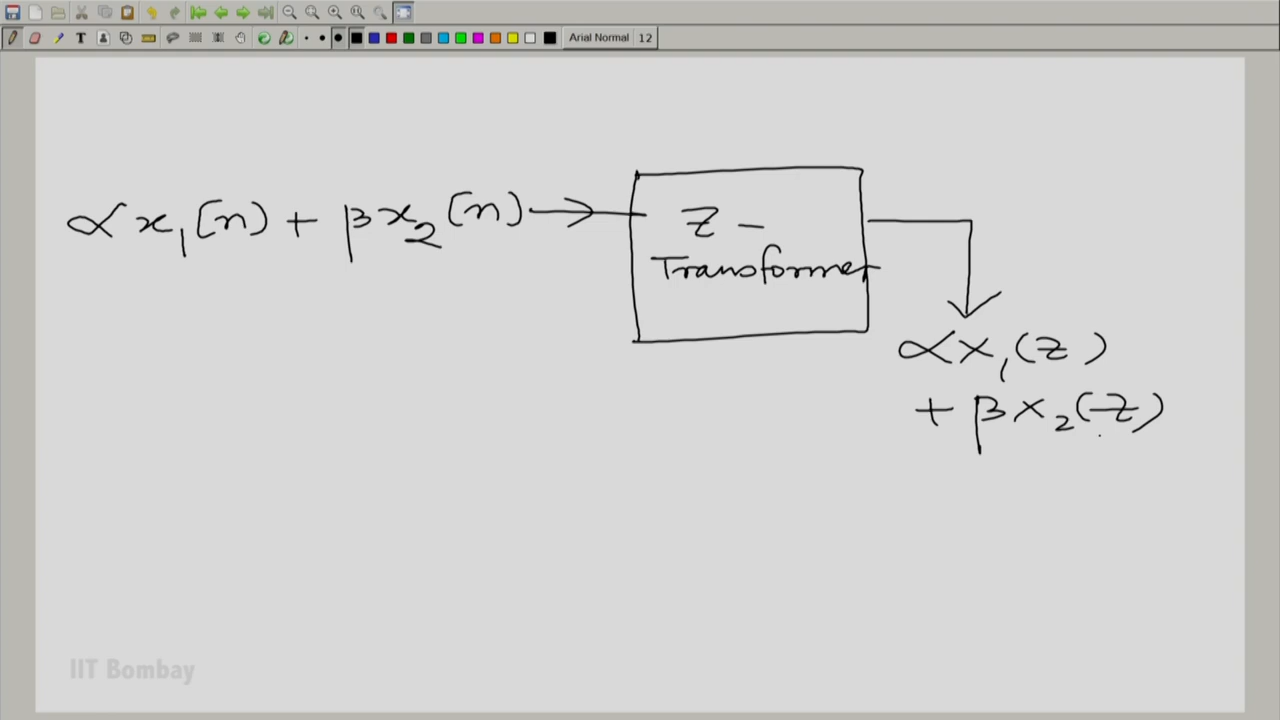 Arial Normal 12
αx₁[n] + βx₂[n]
Z -
Transformer
αX₁(Z)
+ βX₂(Z)
IIT Bombay